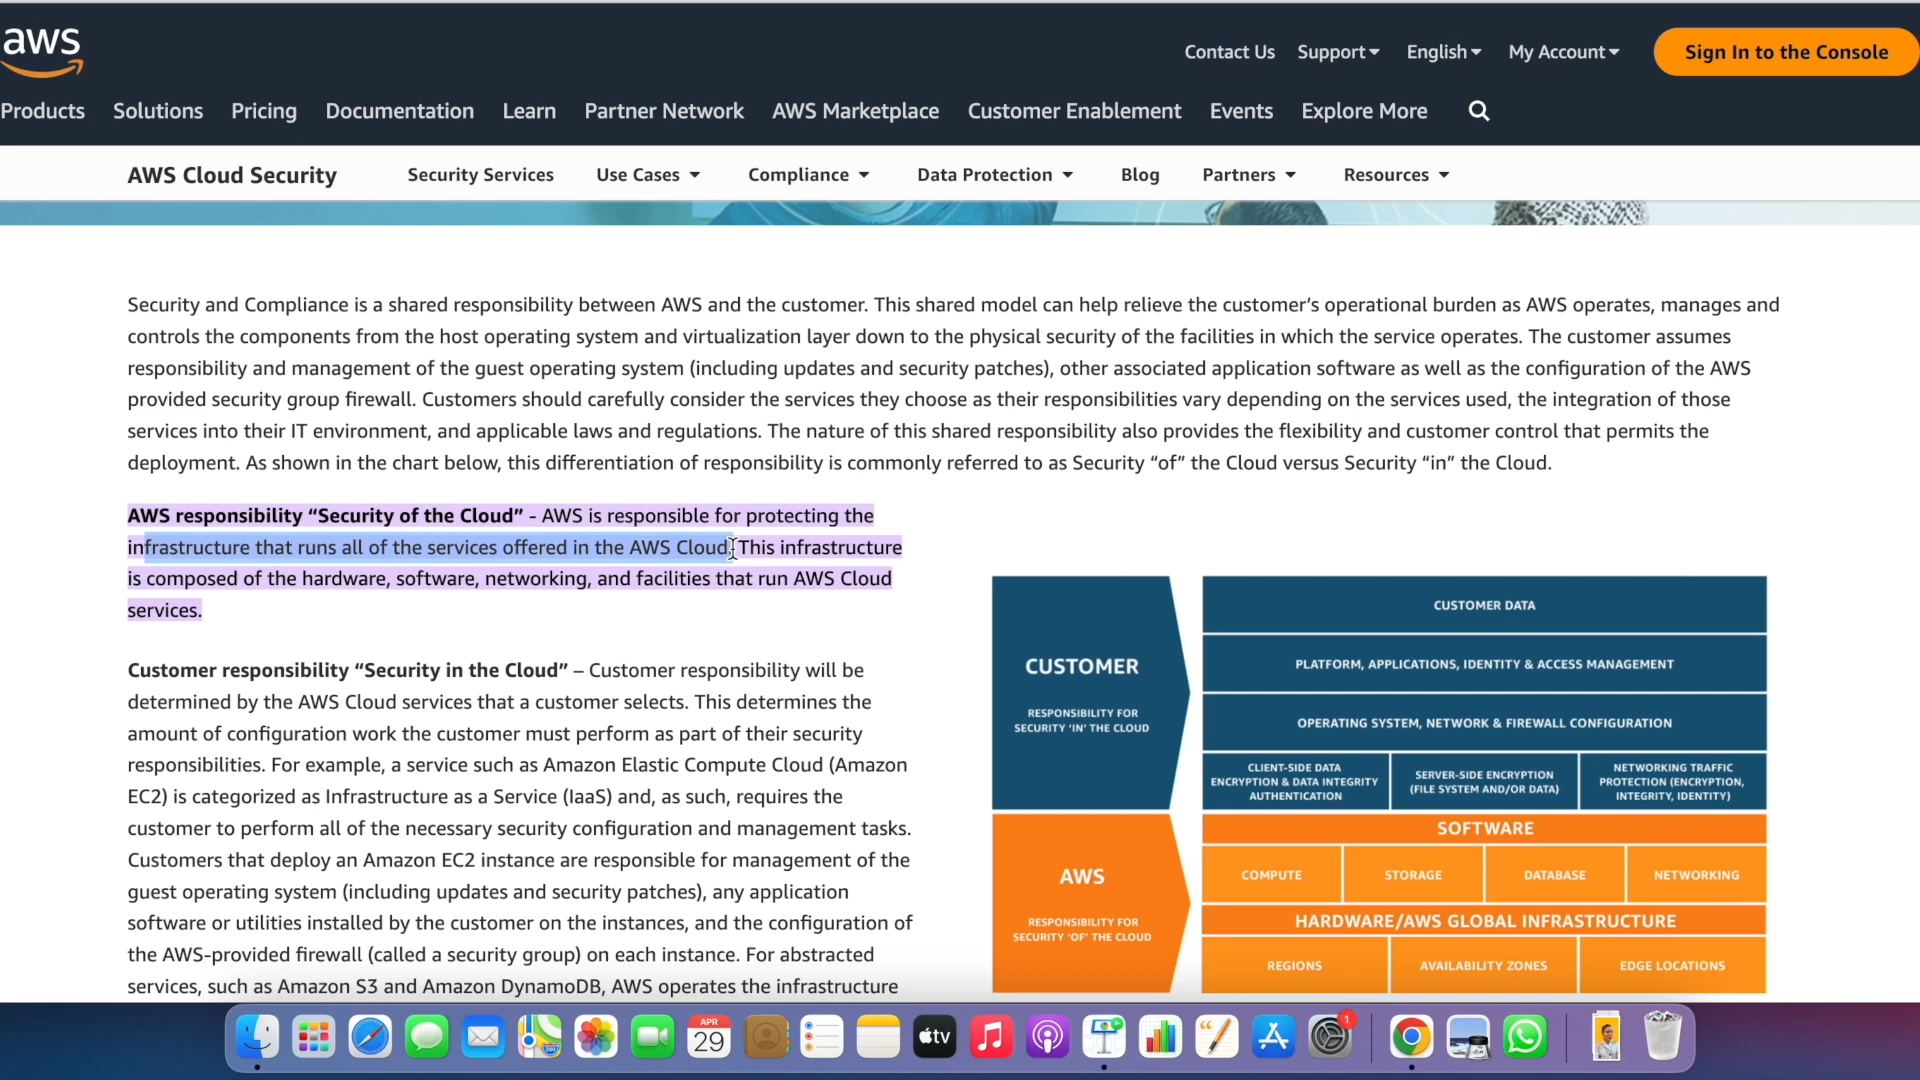 aws
Contact Us Support English My Account Sign In to the Console
Products Solutions Pricing Documentation Learn Partner Network AWS Marketplace Customer Enablement Events Explore More
AWS Cloud Security Security Services Use Cases Compliance Data Protection Blog Partners Resources
Security and Compliance is a shared responsibility between AWS and the customer. This shared model can help relieve the customer’s operational burden as AWS operates, manages and
controls the components from the host operating system and virtualization layer down to the physical security of the facilities in which the service operates. The customer assumes
responsibility and management of the guest operating system (including updates and security patches), other associated application software as well as the configuration of the AWS
provided security group firewall. Customers should carefully consider the services they choose as their responsibilities vary depending on the services used, the integration of those
services into their IT environment, and applicable laws and regulations. The nature of this shared responsibility also provides the flexibility and customer control that permits the
deployment. As shown in the chart below, this differentiation of responsibility is commonly referred to as Security “of” the Cloud versus Security “in” the Cloud.
AWS responsibility “Security of the Cloud” - AWS is responsible for protecting the
infrastructure that runs all of the services offered in the AWS Cloud. This infrastructure
is composed of the hardware, software, networking, and facilities that run AWS Cloud
services.
Customer responsibility “Security in the Cloud” – Customer responsibility will be
determined by the AWS Cloud services that a customer selects. This determines the
amount of configuration work the customer must perform as part of their security
responsibilities. For example, a service such as Amazon Elastic Compute Cloud (Amazon
EC2) is categorized as Infrastructure as a Service (IaaS) and, as such, requires the
customer to perform all of the necessary security configuration and management tasks.
Customers that deploy an Amazon EC2 instance are responsible for management of the
guest operating system (including updates and security patches), any application
software or utilities installed by the customer on the instances, and the configuration of
the AWS-provided firewall (called a security group) on each instance. For abstracted
services, such as Amazon S3 and Amazon DynamoDB, AWS operates the infrastructure
CUSTOMER
RESPONSIBILITY FOR
SECURITY ‘IN’ THE CLOUD
CUSTOMER DATA
PLATFORM, APPLICATIONS, IDENTITY & ACCESS MANAGEMENT
OPERATING SYSTEM, NETWORK & FIREWALL CONFIGURATION
CLIENT-SIDE DATA
ENCRYPTION & DATA INTEGRITY
AUTHENTICATION
SERVER-SIDE ENCRYPTION
(FILE SYSTEM AND/OR DATA)
NETWORKING TRAFFIC
PROTECTION (ENCRYPTION,
INTEGRITY, IDENTITY)
AWS
RESPONSIBILITY FOR
SECURITY ‘OF’ THE CLOUD
SOFTWARE
COMPUTE STORAGE DATABASE NETWORKING
HARDWARE/AWS GLOBAL INFRASTRUCTURE
REGIONS AVAILABILITY ZONES EDGE LOCATIONS
APR
29
tv
1